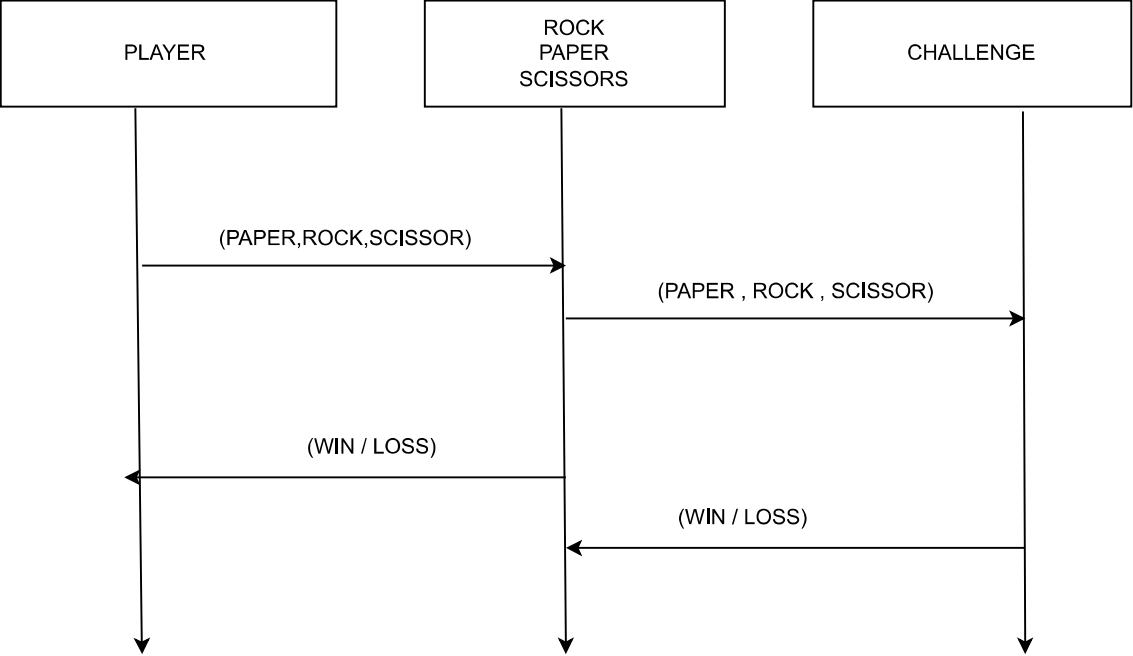 PLAYER
ROCK
PAPER
SCISSORS
CHALLENGE
(PAPER,ROCK,SCISSOR)
(PAPER , ROCK , SCISSOR)
(WIN / LOSS)
(WIN / LOSS)